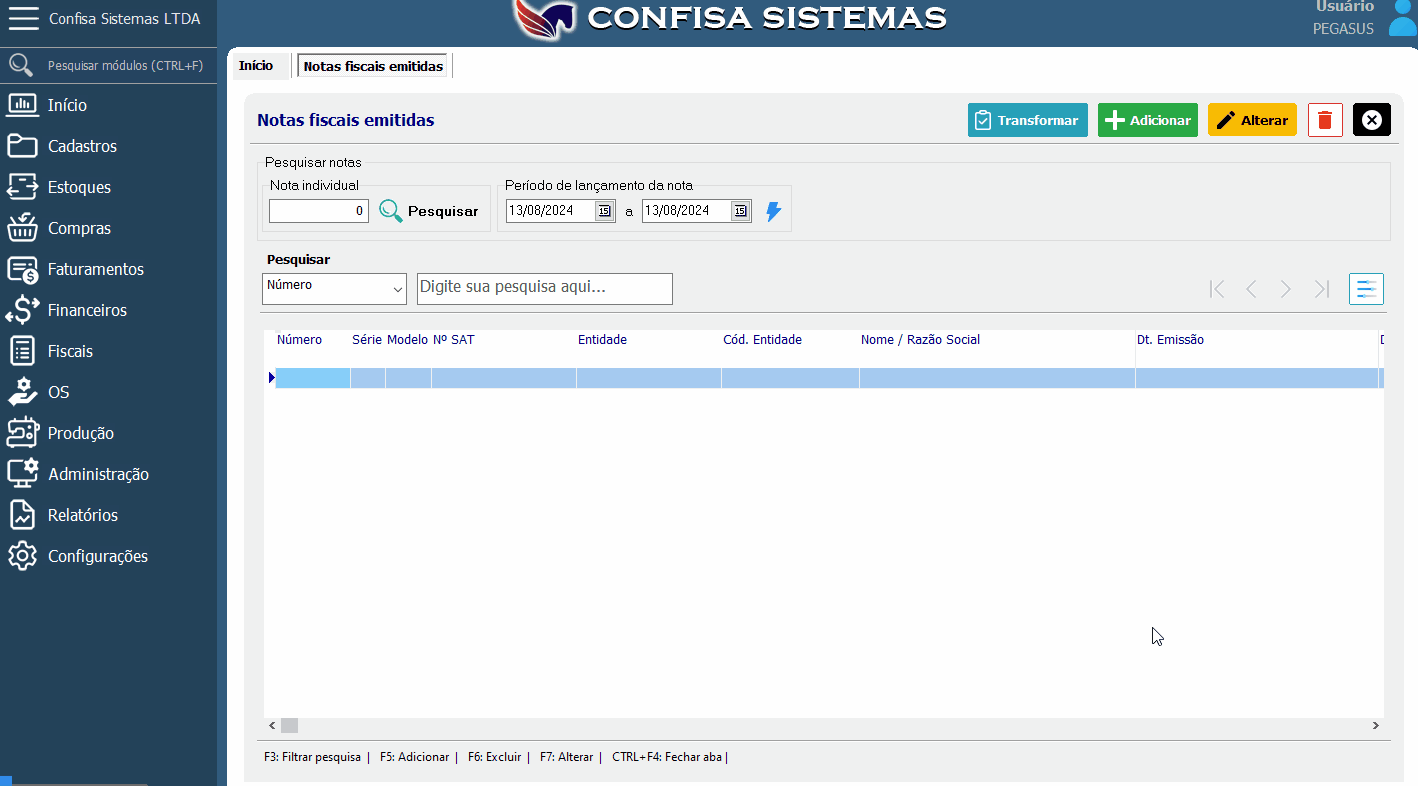 Confisa Sistemas LTDA
CONFISA SISTEMAS
Usuário
PEGASUS
Pesquisar módulos (CTRL+F)
Início
Cadastros
Estoques
Compras
Faturamentos
Financeiros
Fiscais
OS
Produção
Administração
Relatórios
Configurações
Início
Notas fiscais emitidas
Notas fiscais emitidas
Transformar
Adicionar
Alterar
Pesquisar notas
Nota individual
0
Pesquisar
Período de lançamento da nota
13/08/2024
15
a
13/08/2024
15
Pesquisar
Número
Digite sua pesquisa aqui...
Número Série Modelo Nº SAT Entidade Cód. Entidade Nome / Razão Social Dt. Emissão
F3: Filtrar pesquisa | F5: Adicionar | F6: Excluir | F7: Alterar | CTRL+F4: Fechar aba |